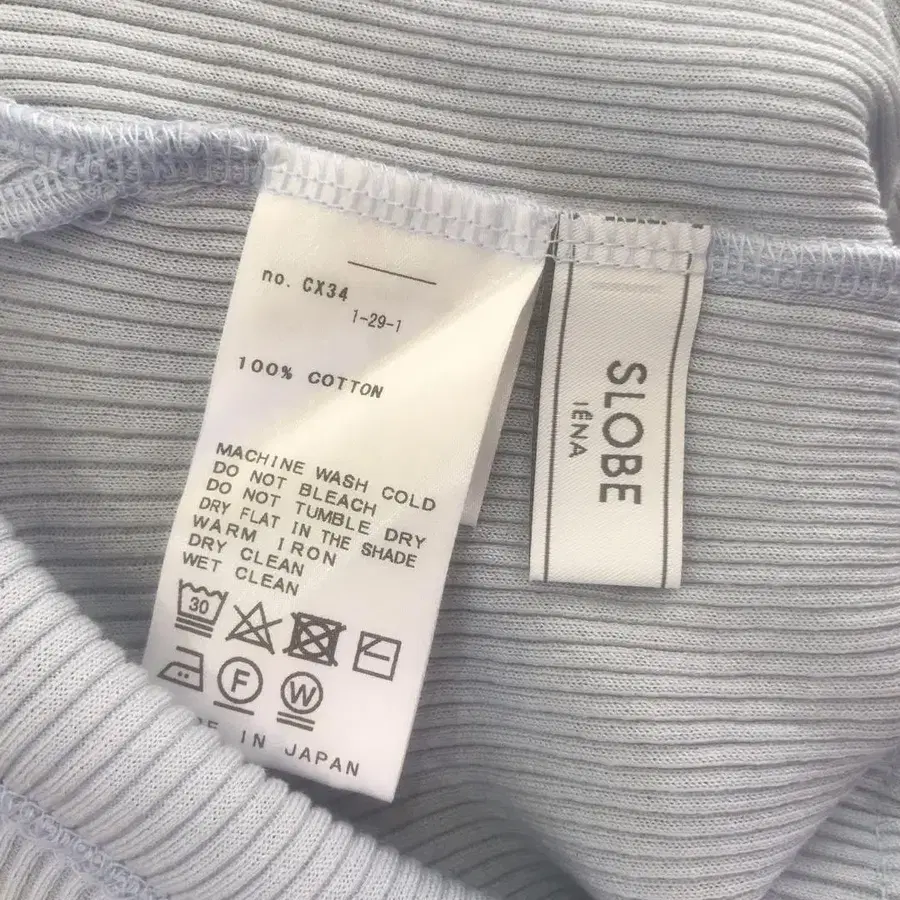 no. CX34
1-29-1
100% COTTON
MACHINE WASH COLD
DO NOT BLEACH
DO NOT TUMBLE DRY
DRY FLAT IN THE SHADE
WARM IRON
DRY CLEAN
WET CLEAN
30
F
W
IN JAPAN
SLOBE
IÉNA